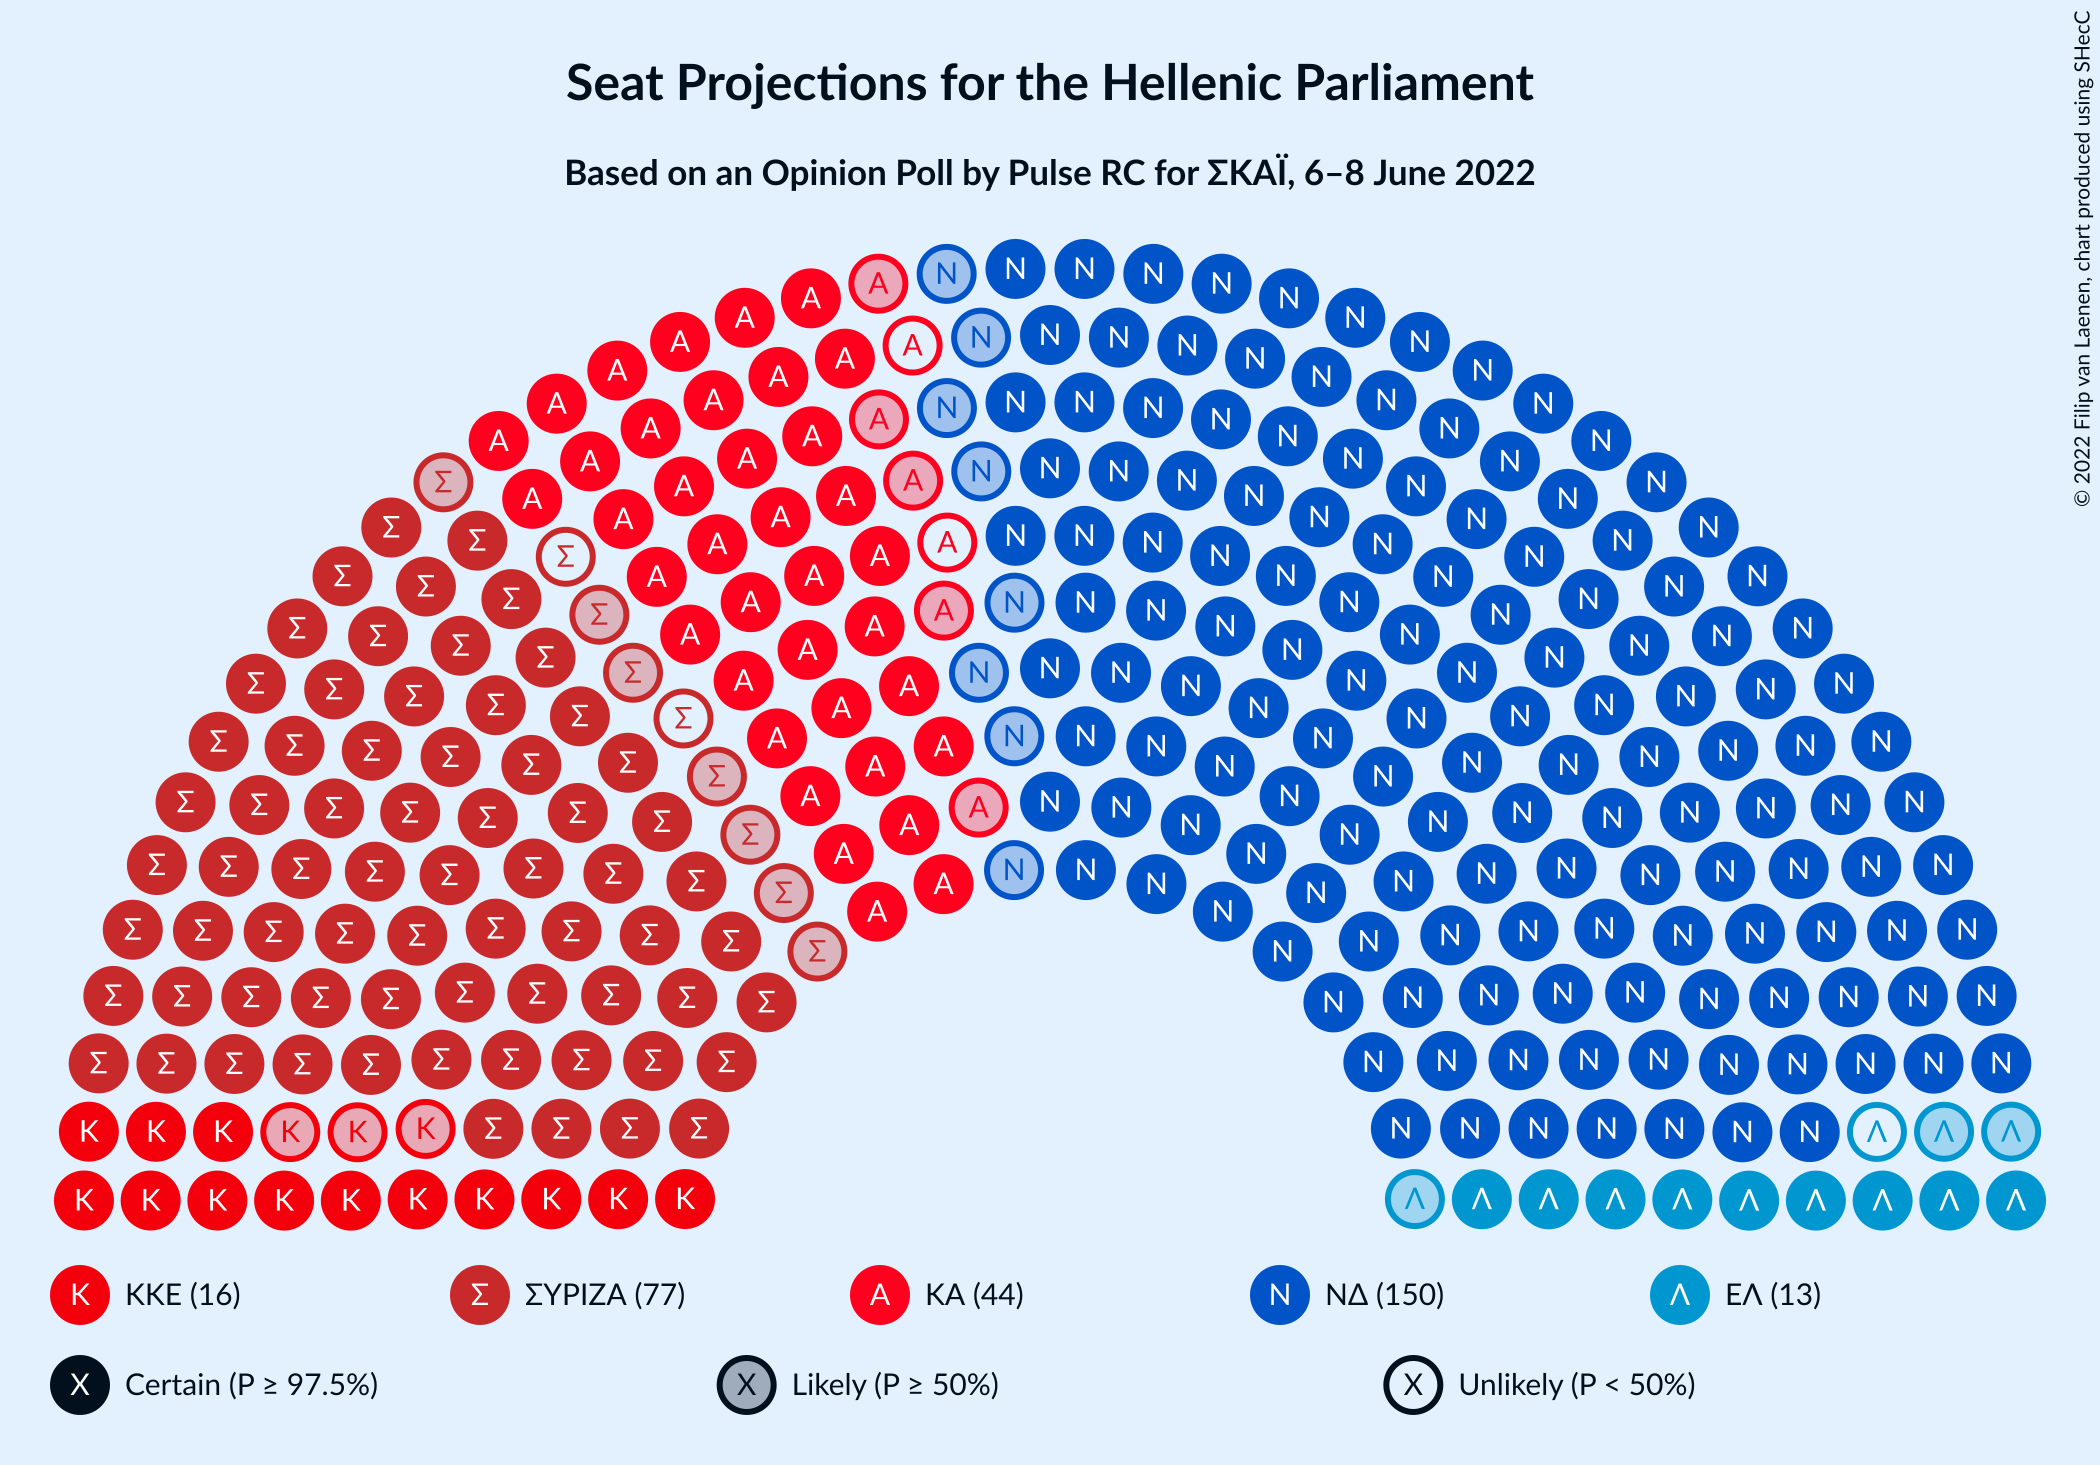 Seat Projections for the Hellenic Parliament
Based on an Opinion Poll by Pulse RC for ΣΚΑΪ, 6–8 June 2022
© 2022 Filip van Laenen, chart produced using SHecC
Κ ΚΚΕ (16) Σ ΣΥΡΙΖΑ (77) Α ΚΑ (44) Ν ΝΔ (150) Λ ΕΛ (13)
X Certain (P ≥ 97.5%) X Likely (P ≥ 50%) X Unlikely (P < 50%)